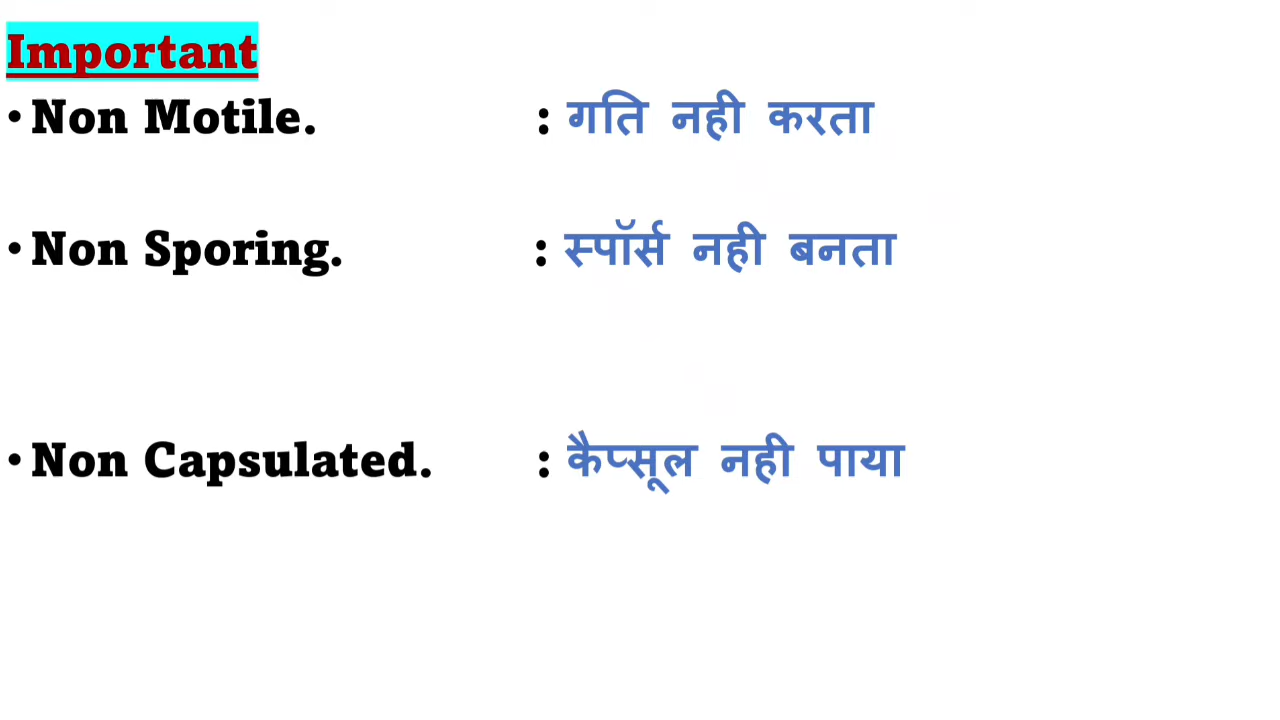 Important
• Non Motile. : गति नही करता
• Non Sporing. : स्पॉर्स नही बनता
• Non Capsulated. : कैप्सूल नही पाया